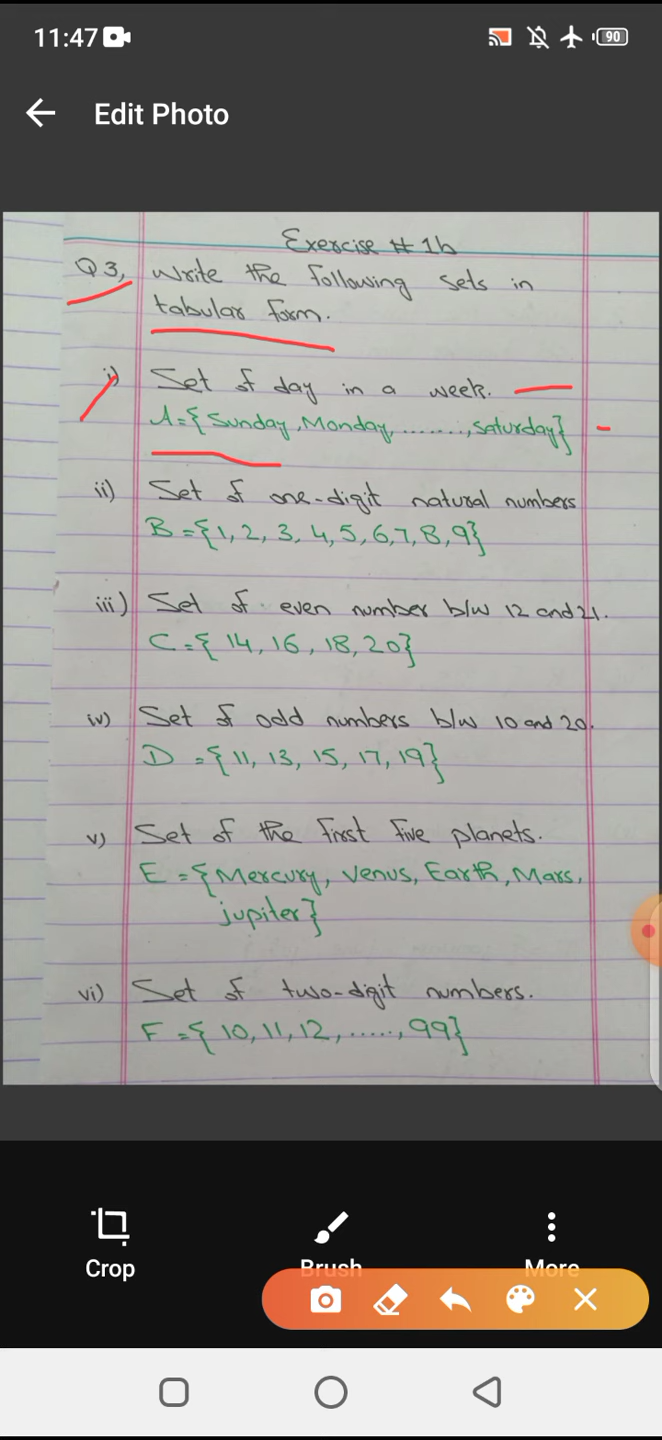 11:47
90
Edit Photo
Exercise # 1b
Q3, Write the following sets in
tabular form.
i) Set of day in a week.
A={Sunday, Monday, ......., Saturday}
ii) Set of one-digit natural numbers
B={1, 2, 3, 4, 5, 6, 7, 8, 9}
iii) Set of even number b/w 12 and 21.
C={14, 16, 18, 20}
iv) Set of odd numbers b/w 10 and 20.
D={11, 13, 15, 17, 19}
v) Set of the first five planets.
E={Mercury, Venus, Earth, Mars,
jupiter}
vi) Set of two-digit numbers.
F={10, 11, 12, ....., 99}
Crop
Brush
More